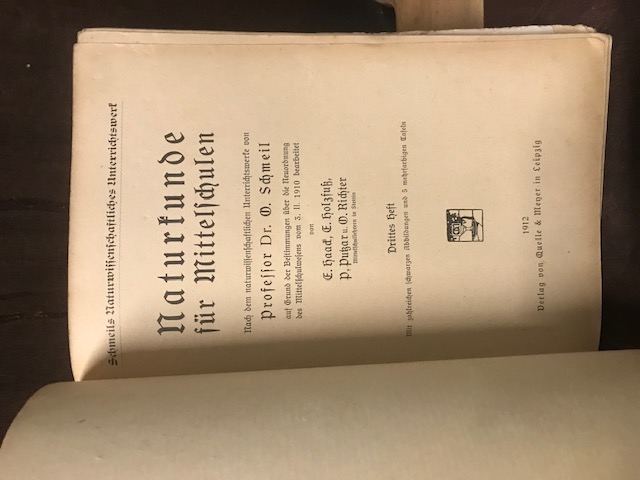 Schmeils Naturwissenschaftliches Unterrichtswerk
Naturkunde
für Mittelschulen
Nach dem naturwissenschaftlichen Unterrichtswerke von
Professor Dr. O. Schmeil
auf Grund der Bestimmungen über die Neuordnung
des Mittelschulwesens vom 3. II. 1910 bearbeitet
von
E. Haack, E. Holzfuß,
P. Putzar u. O. Richter
Mittelschullehrern in Stettin
Drittes Heft
Mit zahlreichen schwarzen Abbildungen und 5 mehrfarbigen Tafeln
1912
Verlag von Quelle & Meyer in Leipzig